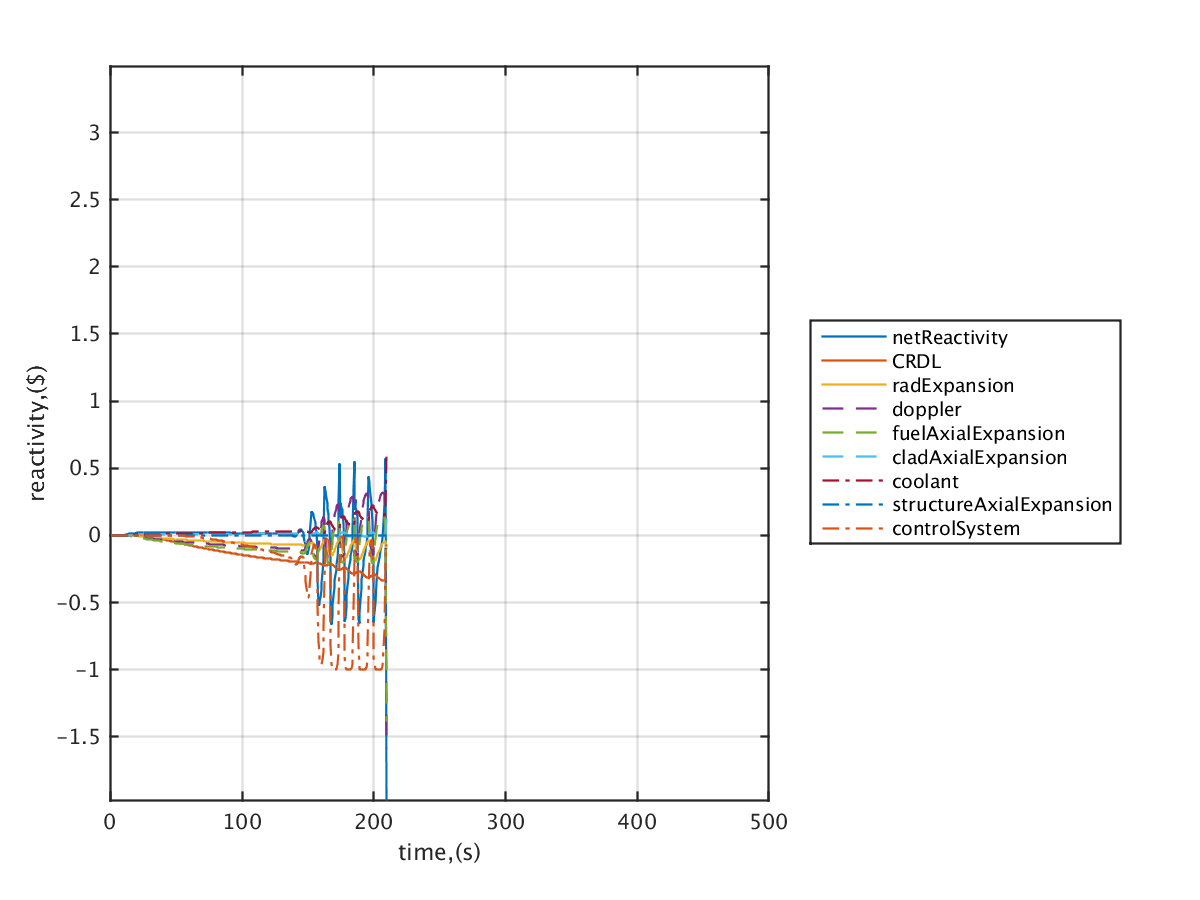 3
2.5
2
1.5
1
0.5
0
−0.5
−1
−1.5
0
100
200
300
400
500
time,(s)
reactivity,($)
netReactivity
CRDL
radExpansion
doppler
fuelAxialExpansion
cladAxialExpansion
coolant
structureAxialExpansion
controlSystem